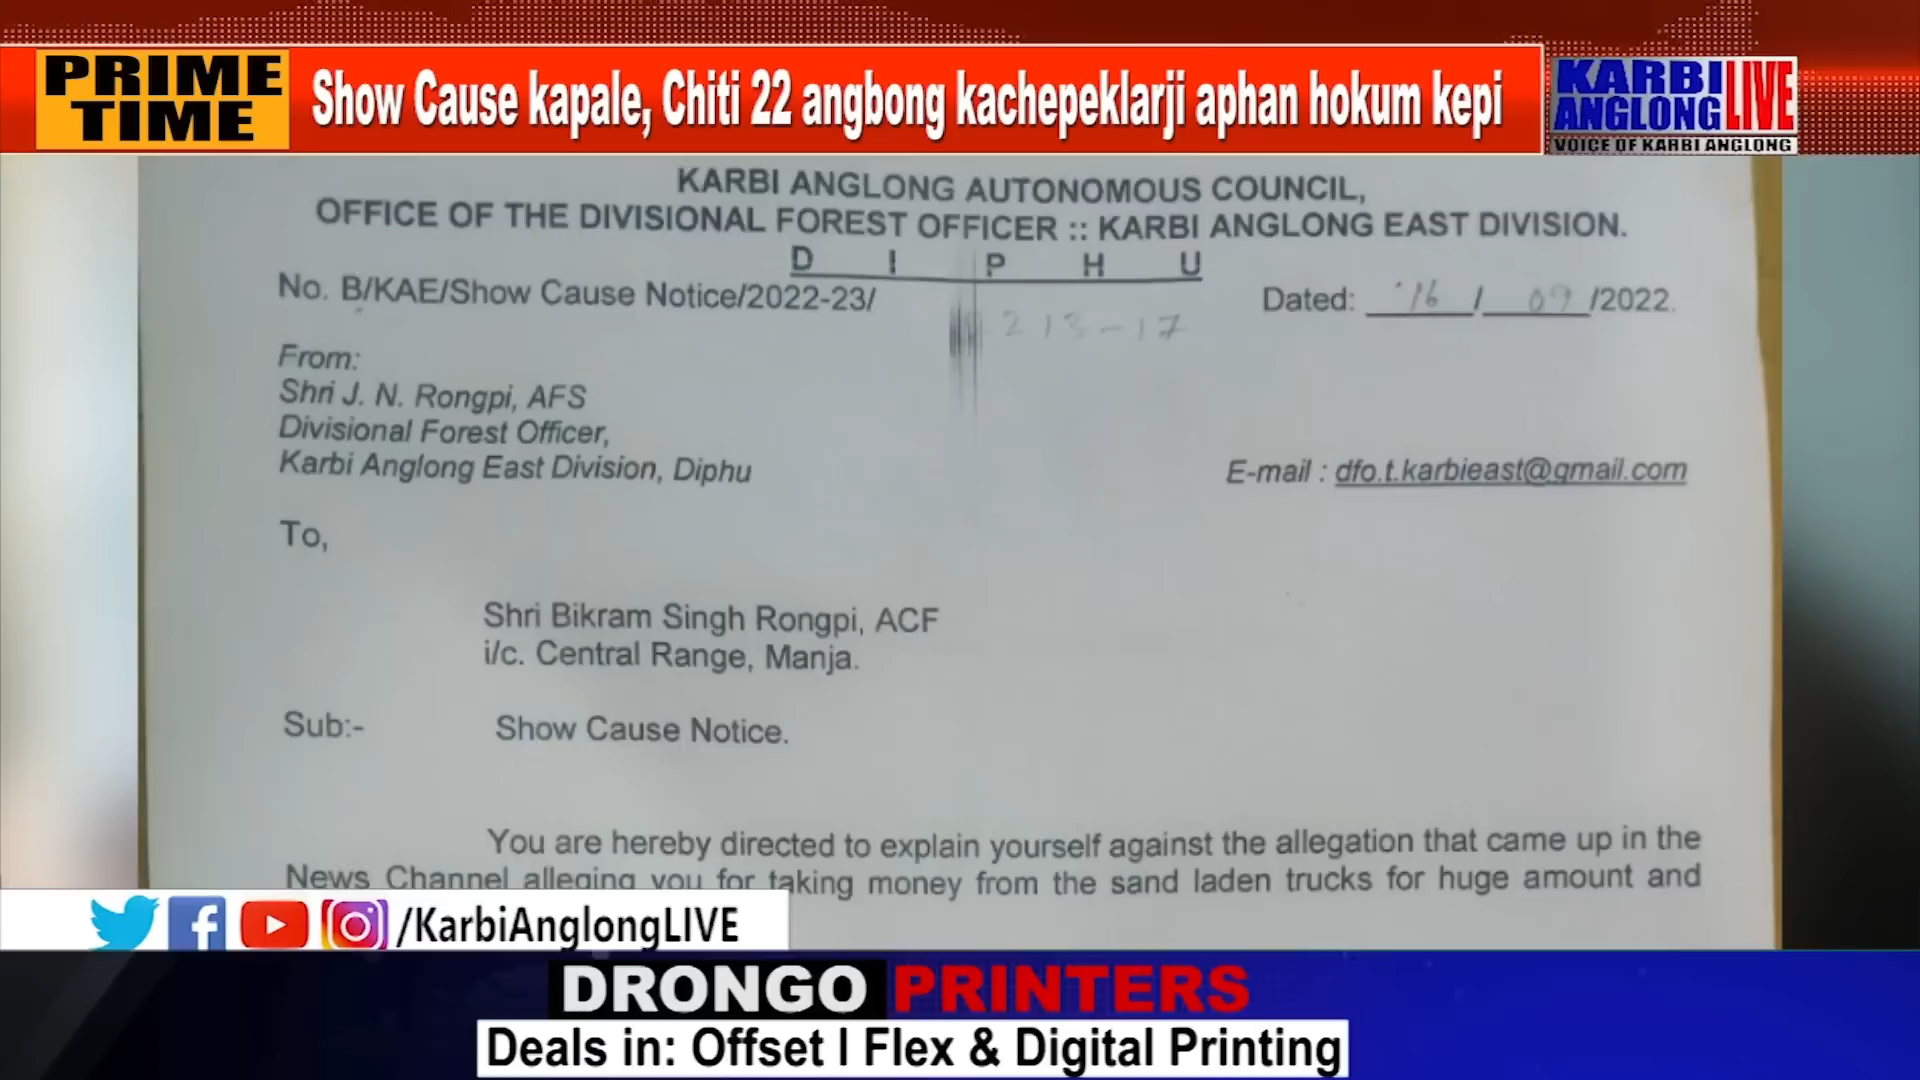 PRIME TIME
Show Cause kapale, Chiti 22 angbong kachepeklarji aphan hokum kepi
KARBI ANGLONG LIVE
VOICE OF KARBI ANGLONG
KARBI ANGLONG AUTONOMOUS COUNCIL,
OFFICE OF THE DIVISIONAL FOREST OFFICER :: KARBI ANGLONG EAST DIVISION.
D I P H U
No. B/KAE/Show Cause Notice/2022-23/ 213-17
Dated: 16/09/2022.
From:
Shri J. N. Rongpi, AFS
Divisional Forest Officer,
Karbi Anglong East Division, Diphu
E-mail : dfo.t.karbieast@gmail.com
To,
Shri Bikram Singh Rongpi, ACF
i/c. Central Range, Manja.
Sub:- Show Cause Notice.
You are hereby directed to explain yourself against the allegation that came up in the
News Channel alleging you for taking money from the sand laden trucks for huge amount and
/KarbiAnglongLIVE
DRONGO PRINTERS
Deals in: Offset I Flex & Digital Printing